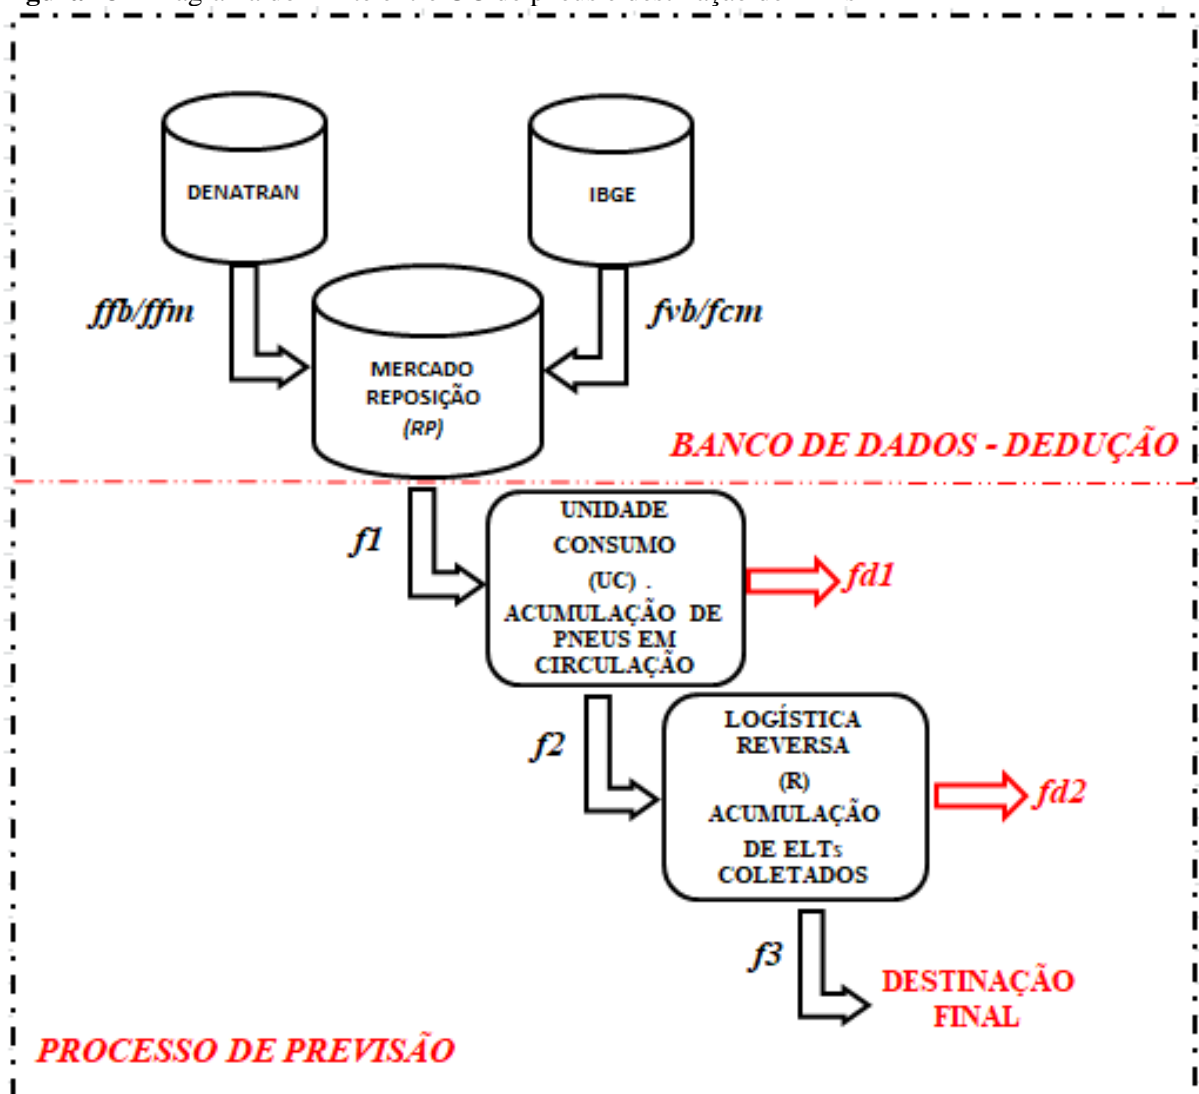 DENATRAN
IBGE
ffb/ffm
fvb/fcm
MERCADO
REPOSIÇÃO
(RP)
BANCO DE DADOS - DEDUÇÃO
f1
UNIDADE
CONSUMO
(UC) .
ACUMULAÇÃO DE
PNEUS EM
CIRCULAÇÃO
fd1
f2
LOGÍSTICA
REVERSA
(R)
ACUMULAÇÃO
DE ELTs
COLETADOS
fd2
f3
DESTINAÇÃO
FINAL
PROCESSO DE PREVISÃO